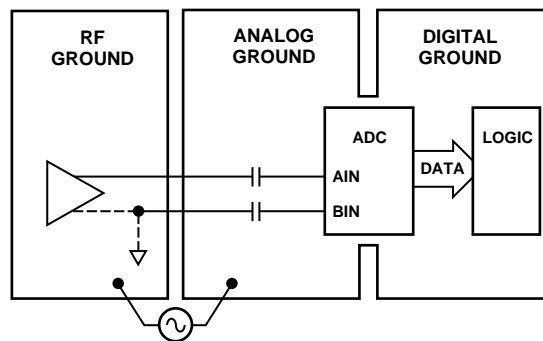 RF
GROUND
ANALOG
GROUND
DIGITAL
GROUND
ADC
LOGIC
DATA
AIN
BIN